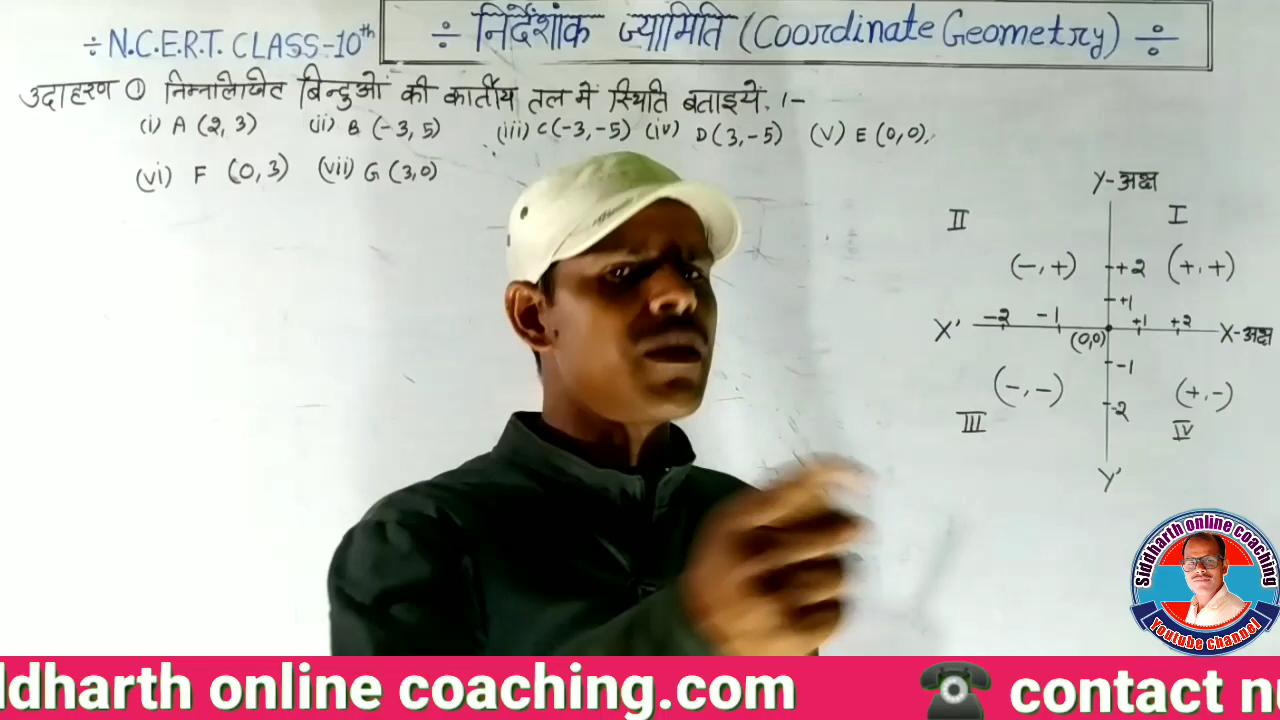 ÷ निर्देशांक ज्यामिति (Coordinate Geometry) ÷
÷ N.C.E.R.T. CLASS-10th
उदाहरण ① निम्नलिखित बिन्दुओं की कार्तीय तल में स्थिति बताइये. :-
(i) A (2, 3) (ii) B (-3, 5) (iii) C (-3, -5) (iv) D (3, -5) (v) E (0, 0),
(vi) F (0, 3) (vii) G (3, 0)
Y-अक्ष
II I
(-, +) +2 (+, +)
+1
X' -2 -1 +1 +2 X-अक्ष
(0,0)
-1
(-, -) (+, -)
-2
III IV
Y'
Siddharth online coaching
Youtube channel
ddharth online coaching.com contact nu